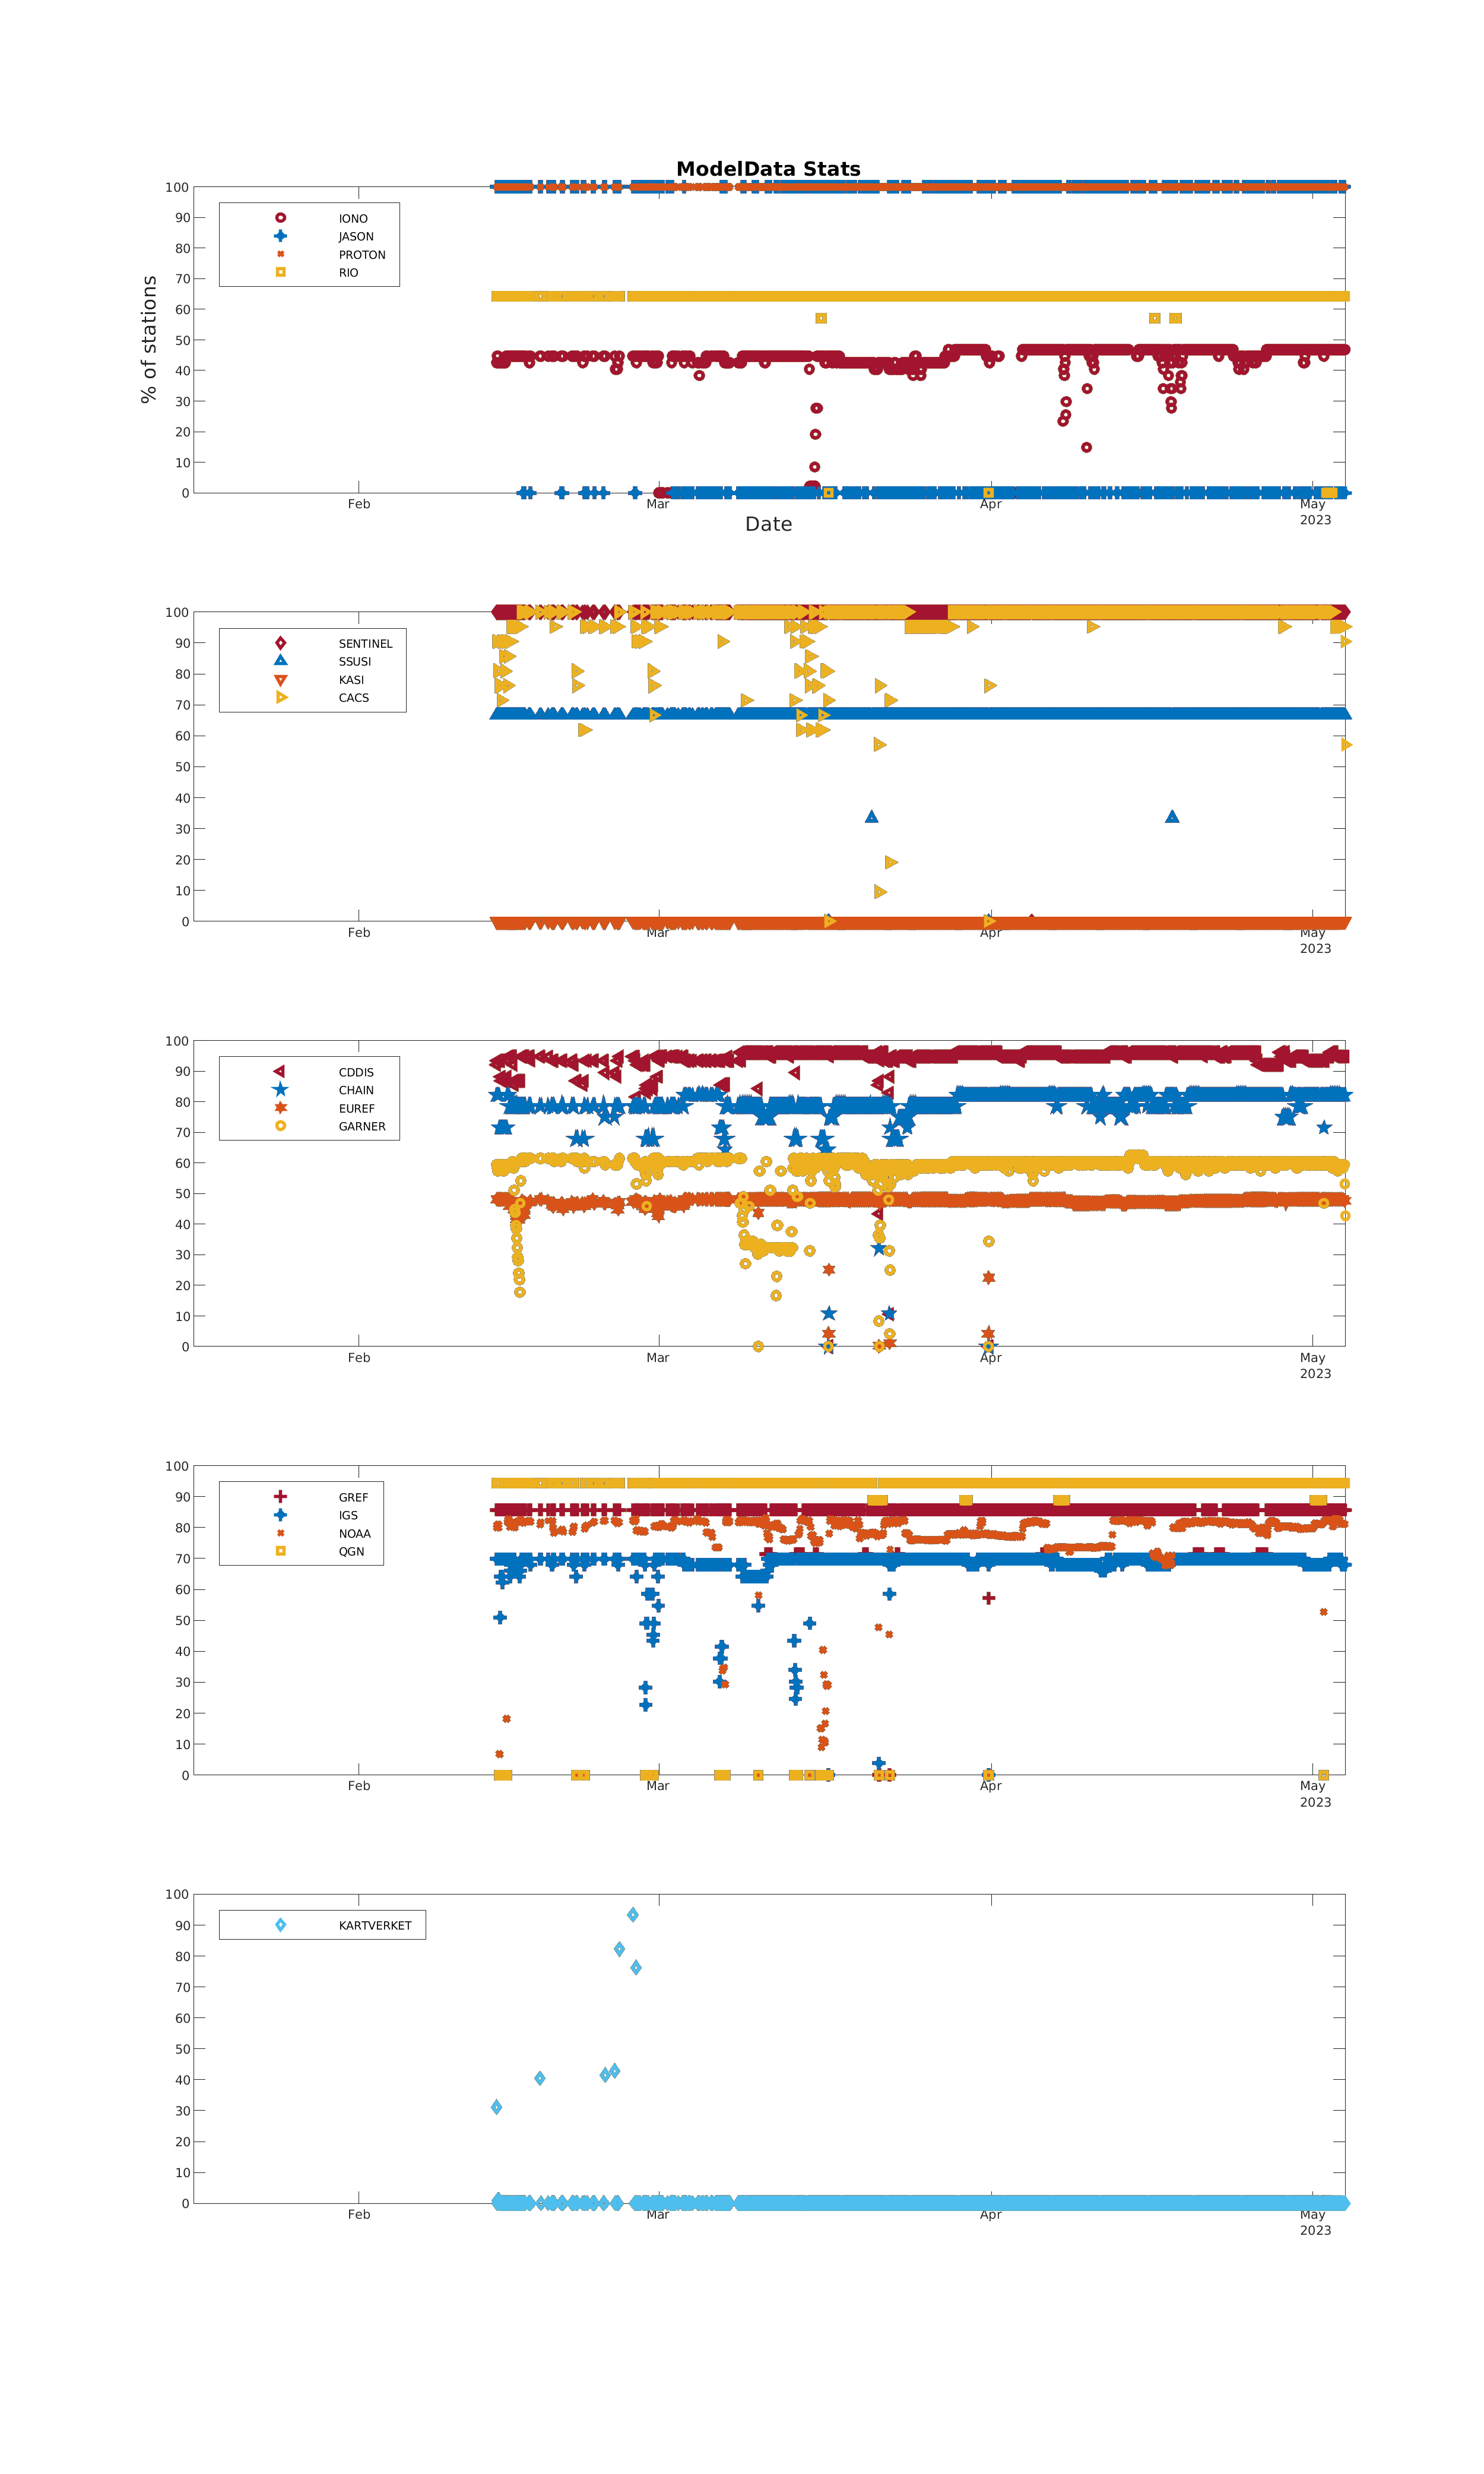 ModelData Stats
100
90
80
70
60
50
40
30
20
10
0
% of stations
IONO
JASON
PROTON
RIO
Feb Mar Apr May
2023
Date
100
90
80
70
60
50
40
30
20
10
0
SENTINEL
SSUSI
KASI
CACS
Feb Mar Apr May
2023
100
90
80
70
60
50
40
30
20
10
0
CDDIS
CHAIN
EUREF
GARNER
Feb Mar Apr May
2023
100
90
80
70
60
50
40
30
20
10
0
GREF
IGS
NOAA
QGN
Feb Mar Apr May
2023
100
90
80
70
60
50
40
30
20
10
0
KARTVERKET
Feb Mar Apr May
2023